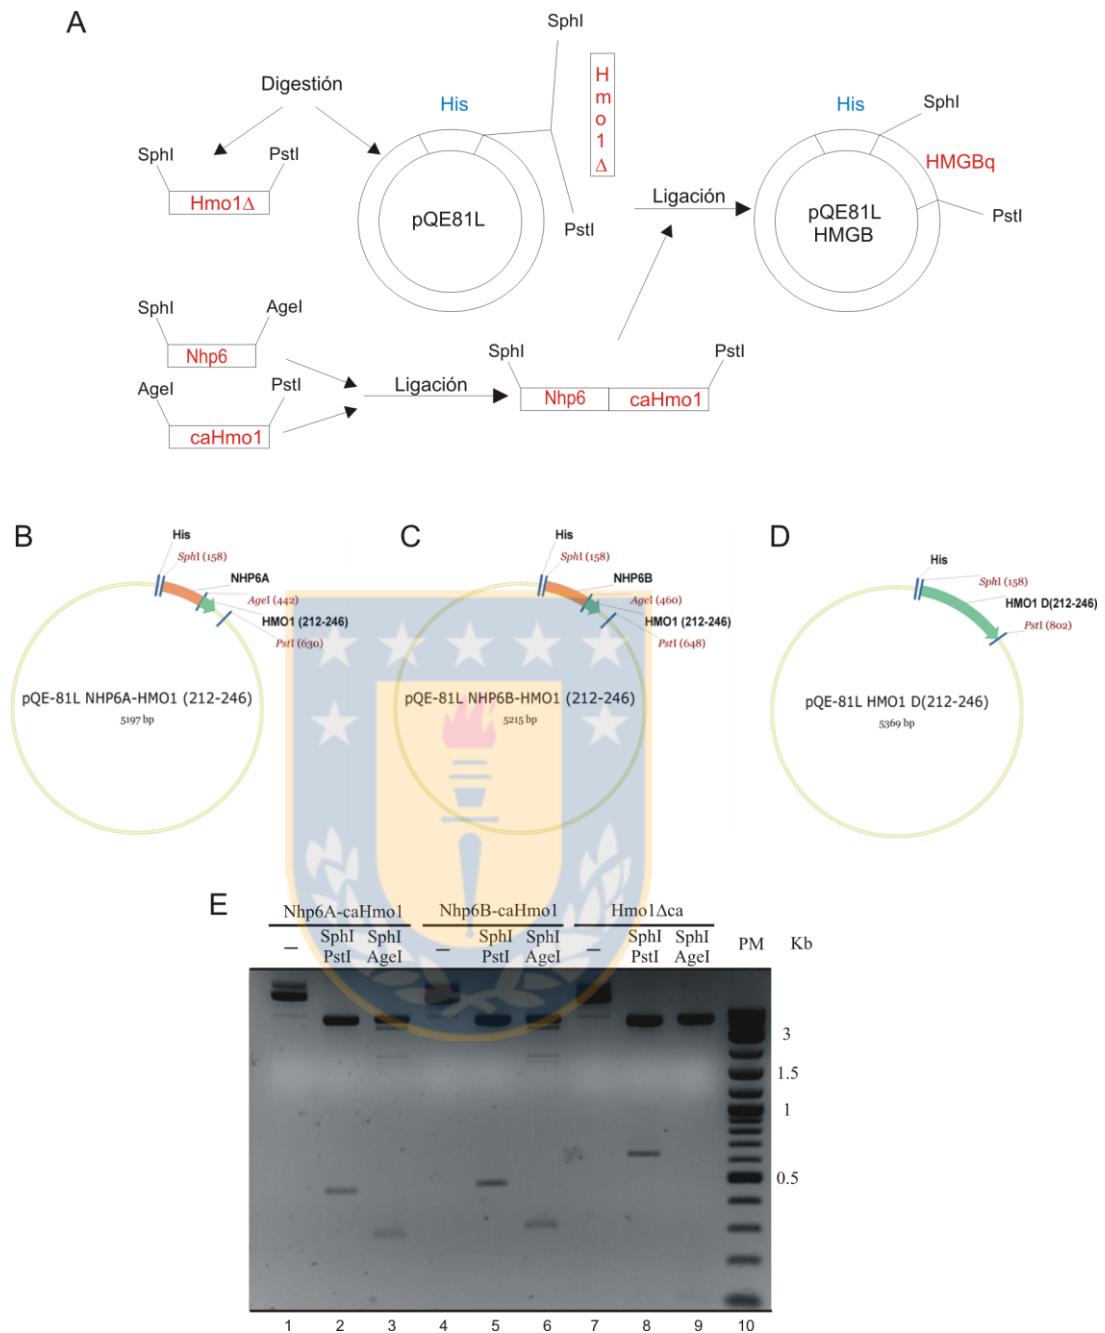 A
SphI
Digestión
H
m
o
1
Δ
His
His
SphI
SphI
PstI
HMGBq
Hmo1Δ
Ligación
pQE81L
pQE81L
HMGB
PstI
PstI
SphI
AgeI
Nhp6
SphI
PstI
AgeI
PstI
Ligación
Nhp6
caHmo1
caHmo1
B
His
SphI (158)
NHP6A
AgeI (442)
HMO1 (212-246)
PstI (630)
pQE-81L NHP6A-HMO1 (212-246)
5197 bp
C
His
SphI (158)
NHP6B
AgeI (460)
HMO1 (212-246)
PstI (648)
pQE-81L NHP6B-HMO1 (212-246)
5215 bp
D
His
SphI (158)
HMO1 D(212-246)
PstI (802)
pQE-81L HMO1 D(212-246)
5369 bp
E
Nhp6A-caHmo1 Nhp6B-caHmo1 Hmo1Δca
SphI SphI SphI SphI SphI SphI
– PstI AgeI – PstI AgeI – PstI AgeI PM Kb
3
1.5
1
0.5
1 2 3 4 5 6 7 8 9 10